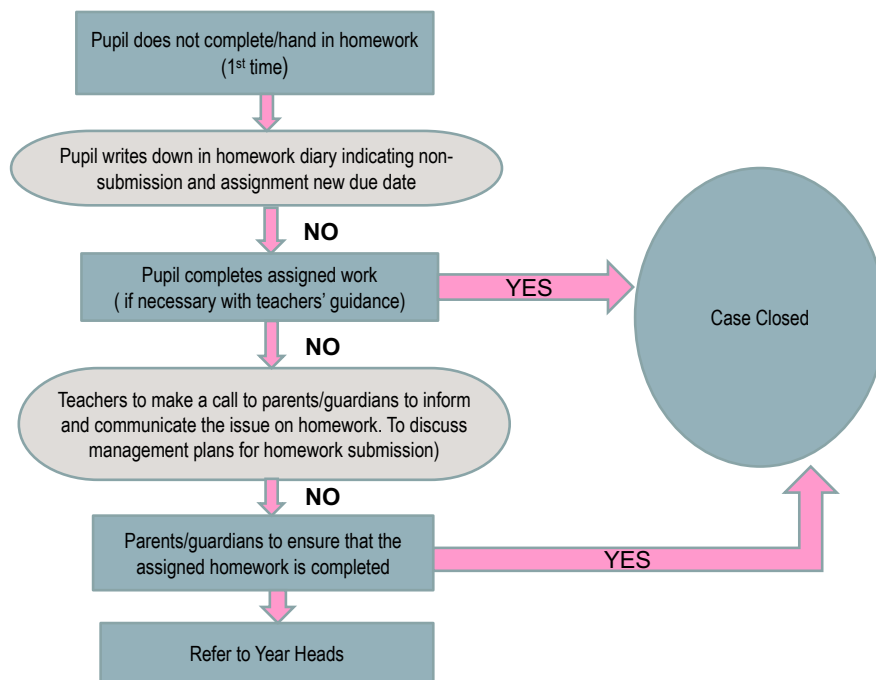 Pupil does not complete/hand in homework
(1st time)
Pupil writes down in homework diary indicating non-
submission and assignment new due date
NO
Pupil completes assigned work
( if necessary with teachers’ guidance)
YES
Case Closed
NO
Teachers to make a call to parents/guardians to inform
and communicate the issue on homework. To discuss
management plans for homework submission)
NO
Parents/guardians to ensure that the
assigned homework is completed
YES
Refer to Year Heads